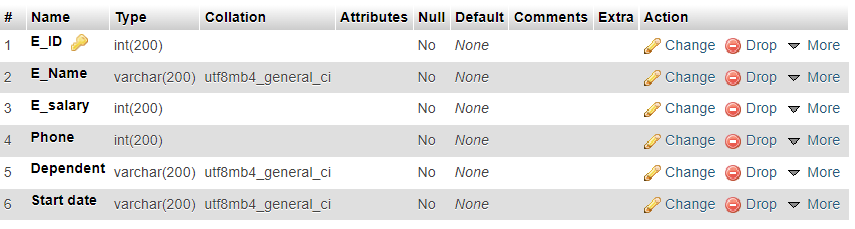 # Name Type Collation Attributes Null Default Comments Extra Action
1 E_ID int(200) No None Change Drop More
2 E_Name varchar(200) utf8mb4_general_ci No None Change Drop More
3 E_salary int(200) No None Change Drop More
4 Phone int(200) No None Change Drop More
5 Dependent varchar(200) utf8mb4_general_ci No None Change Drop More
6 Start date varchar(200) utf8mb4_general_ci No None Change Drop More